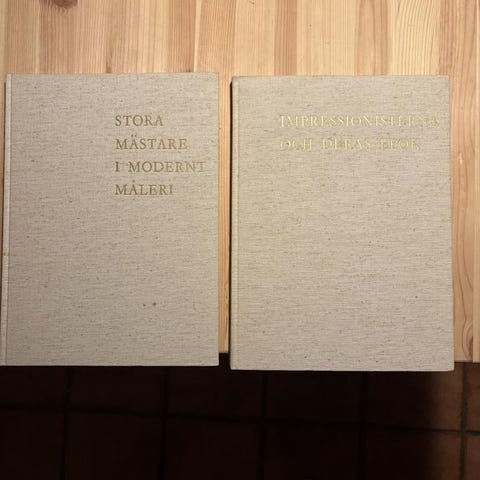 STORA
MÄSTARE
I MODERNT
MÅLERI
IMPRESSIONISTERNA
OCH DERAS EPOK